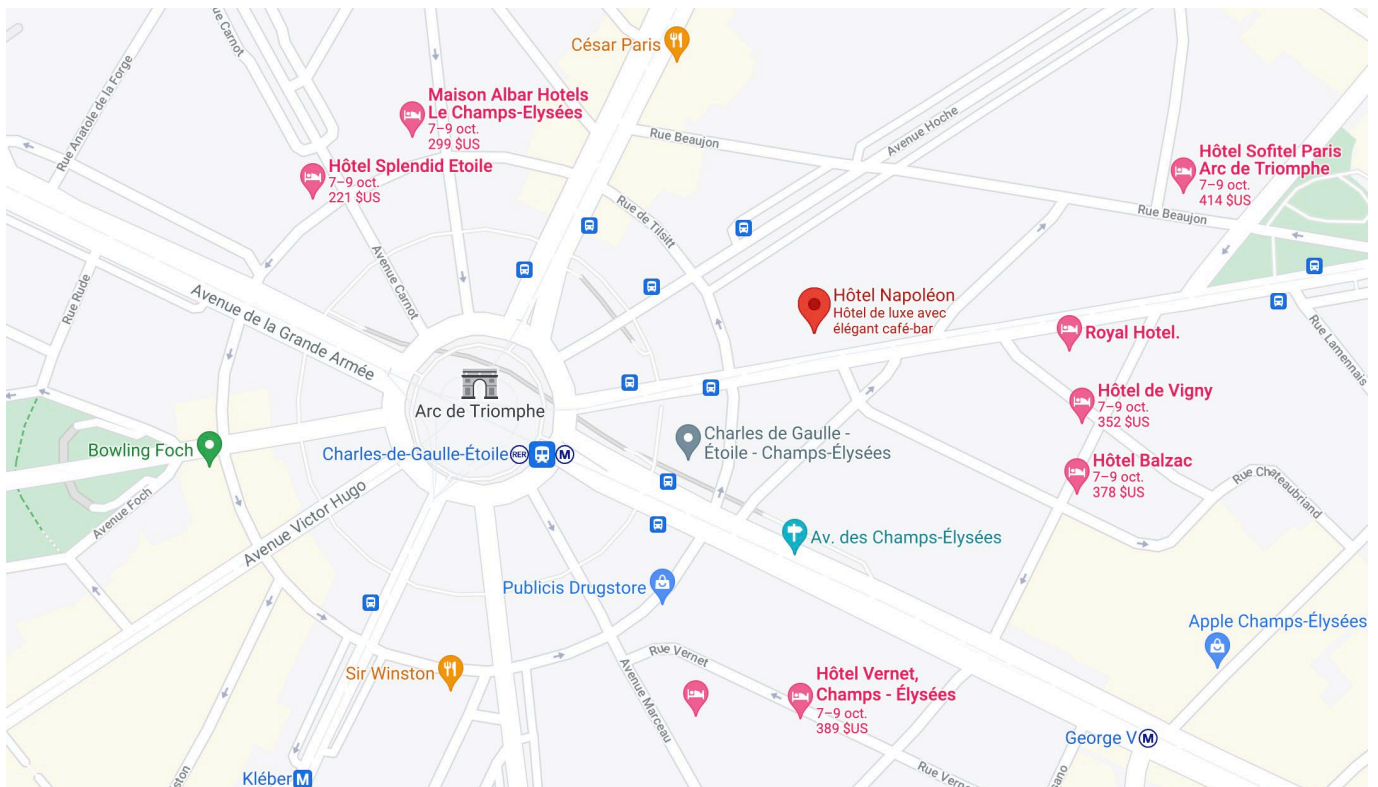 César Paris
Avenue Carnot
Rue Anatole de la Forge
Maison Albar Hotels
Le Champs-Elysées
7–9 oct.
299 $US
Rue Beaujon
Avenue Hoche
Hôtel Sofitel Paris
Arc de Triomphe
7–9 oct.
414 $US
Hôtel Splendid Etoile
7–9 oct.
221 $US
Rue de Tilsitt
Rue Beaujon
Avenue Carnot
Rue Rude
Avenue de la Grande Armée
Hôtel Napoléon
Hôtel de luxe avec
élégant café-bar
Royal Hotel.
Rue Lamennais
Arc de Triomphe
Hôtel de Vigny
7–9 oct.
352 $US
Bowling Foch
Charles-de-Gaulle-Étoile
RER
M
Charles de Gaulle -
Étoile - Champs-Élysées
Hôtel Balzac
7–9 oct.
378 $US
Rue Chateaubriand
Avenue Foch
Avenue Victor Hugo
Av. des Champs-Élysées
Publicis Drugstore
Apple Champs-Élysées
Rue Vernet
Sir Winston
Avenue Marceau
Hôtel Vernet,
Champs - Élysées
7–9 oct.
389 $US
George V
M
Kléber
M
Rue Vernet